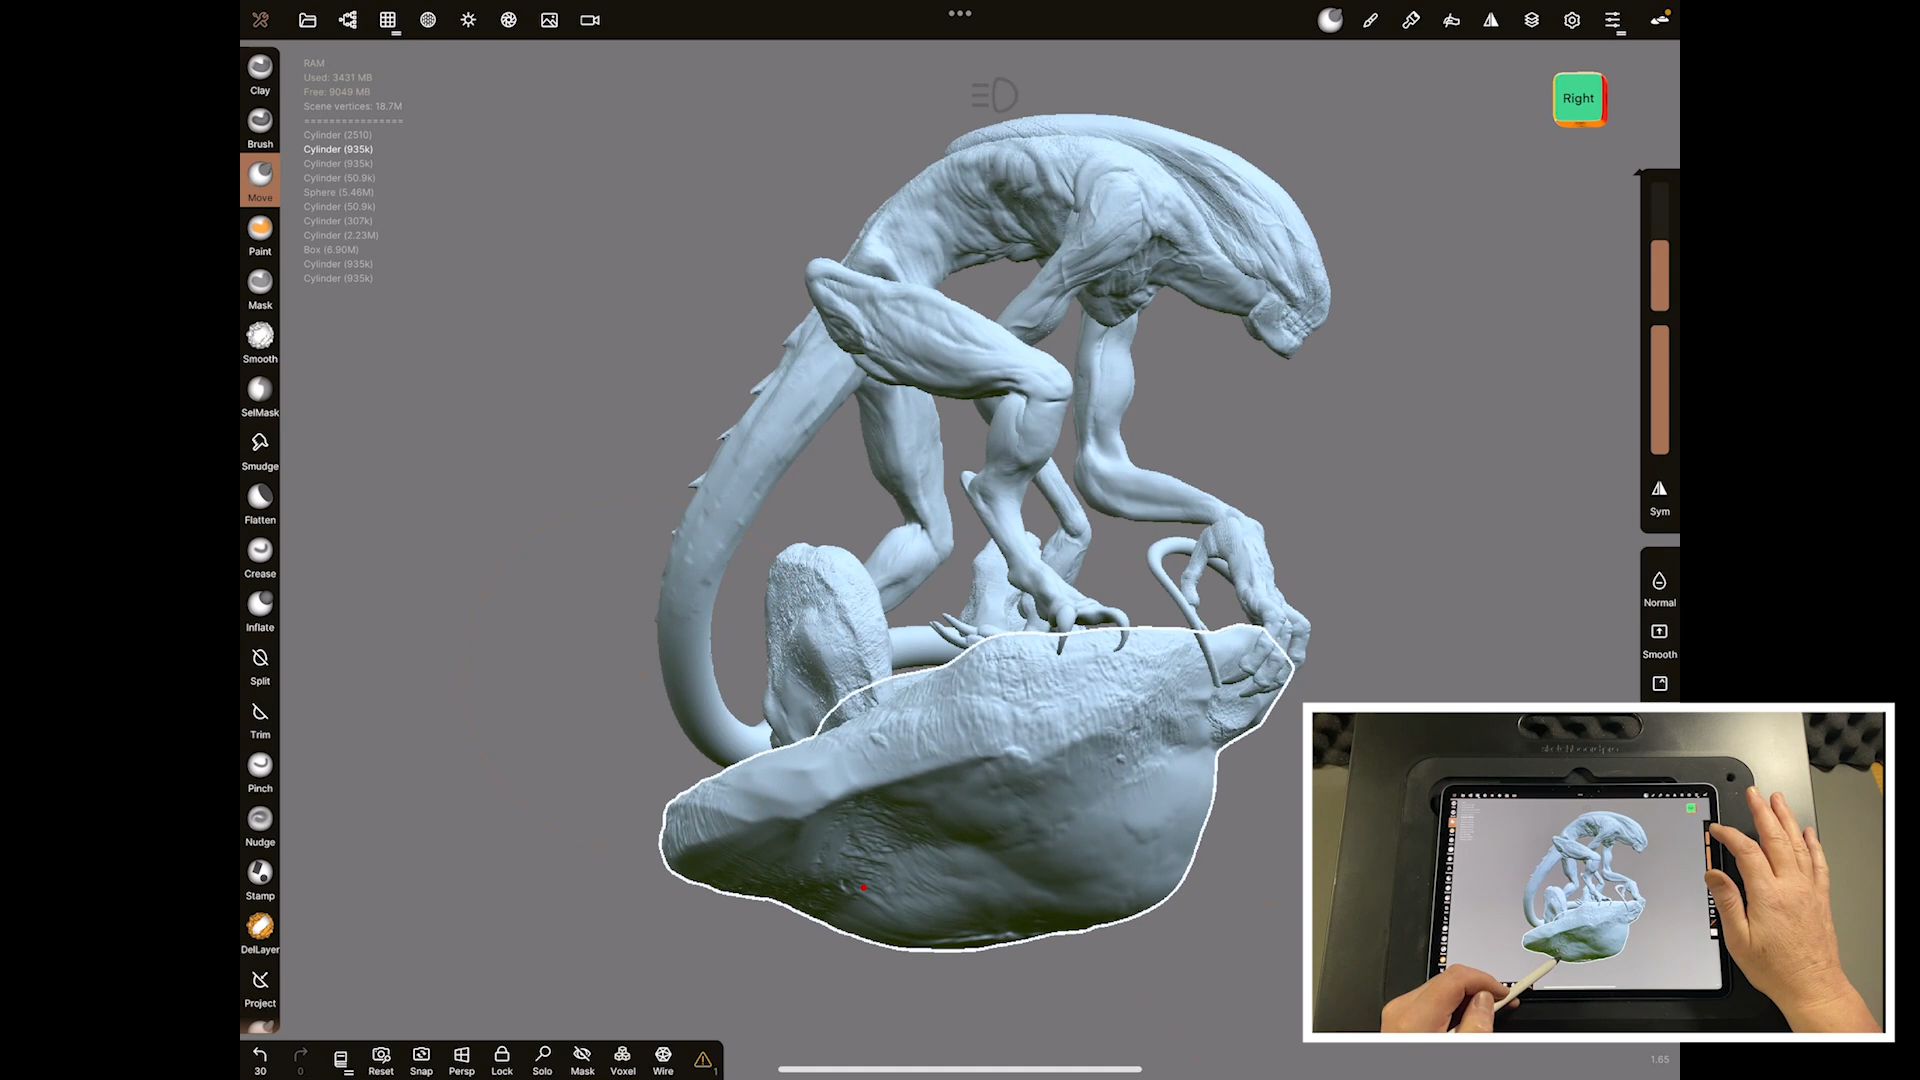 RAM
Used: 3431 MB
Free: 9049 MB
Scene vertices: 18.7M
================
Cylinder (2510)
Cylinder (935k)
Cylinder (935k)
Cylinder (50.9k)
Sphere (5.46M)
Cylinder (50.9k)
Cylinder (307k)
Cylinder (2.23M)
Box (6.90M)
Cylinder (935k)
Cylinder (935k)
Clay
Brush
Move
Paint
Mask
Smooth
SelMask
Smudge
Flatten
Crease
Inflate
Split
Trim
Pinch
Nudge
Stamp
DelLayer
Project
Right
Sym
Normal
Smooth
sketchboard pro
30
0
Reset
Snap
Persp
Lock
Solo
Mask
Voxel
Wire
1
1.65